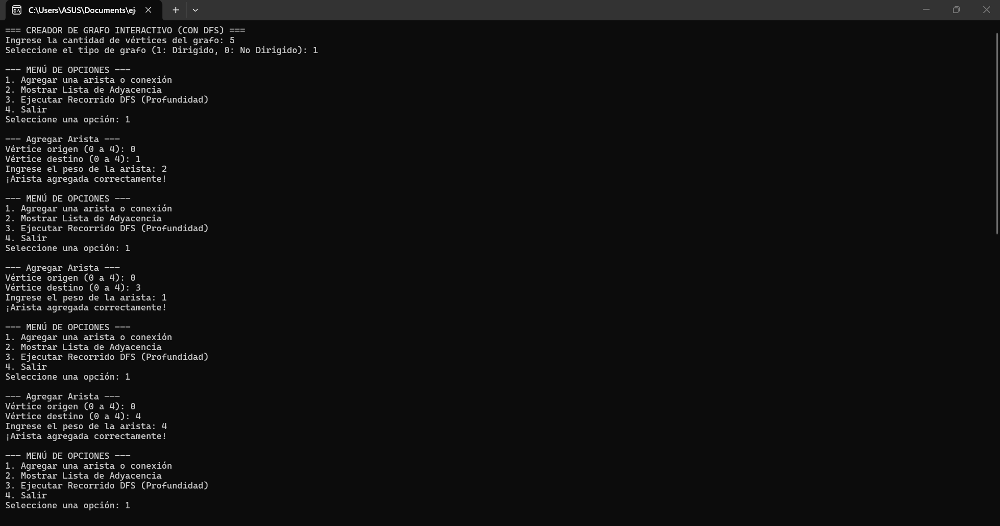 C:\Users\ASUS\Documents\ej
=== CREADOR DE GRAFO INTERACTIVO (CON DFS) ===
Ingrese la cantidad de vértices del grafo: 5
Seleccione el tipo de grafo (1: Dirigido, 0: No Dirigido): 1
--- MENÚ DE OPCIONES ---
1. Agregar una arista o conexión
2. Mostrar Lista de Adyacencia
3. Ejecutar Recorrido DFS (Profundidad)
4. Salir
Seleccione una opción: 1
--- Agregar Arista ---
Vértice origen (0 a 4): 0
Vértice destino (0 a 4): 1
Ingrese el peso de la arista: 2
¡Arista agregada correctamente!
--- MENÚ DE OPCIONES ---
1. Agregar una arista o conexión
2. Mostrar Lista de Adyacencia
3. Ejecutar Recorrido DFS (Profundidad)
4. Salir
Seleccione una opción: 1
--- Agregar Arista ---
Vértice origen (0 a 4): 0
Vértice destino (0 a 4): 3
Ingrese el peso de la arista: 1
¡Arista agregada correctamente!
--- MENÚ DE OPCIONES ---
1. Agregar una arista o conexión
2. Mostrar Lista de Adyacencia
3. Ejecutar Recorrido DFS (Profundidad)
4. Salir
Seleccione una opción: 1
--- Agregar Arista ---
Vértice origen (0 a 4): 0
Vértice destino (0 a 4): 4
Ingrese el peso de la arista: 4
¡Arista agregada correctamente!
--- MENÚ DE OPCIONES ---
1. Agregar una arista o conexión
2. Mostrar Lista de Adyacencia
3. Ejecutar Recorrido DFS (Profundidad)
4. Salir
Seleccione una opción: 1